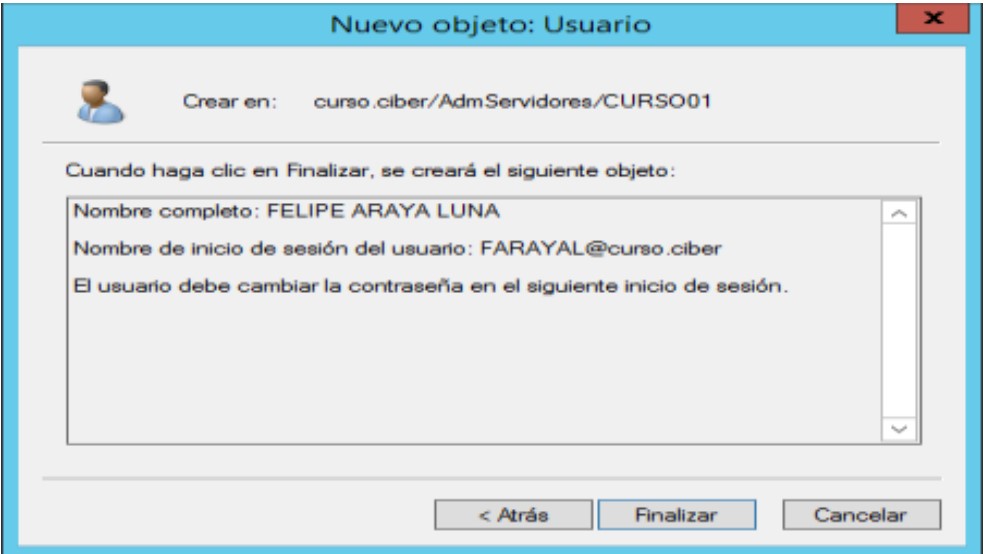 Nuevo objeto: Usuario
x
Crear en: curso.ciber/AdmServidores/CURSO01
Cuando haga clic en Finalizar, se creará el siguiente objeto:
Nombre completo: FELIPE ARAYA LUNA
Nombre de inicio de sesión del usuario: FARAYAL@curso.ciber
El usuario debe cambiar la contraseña en el siguiente inicio de sesión.
< Atrás Finalizar Cancelar